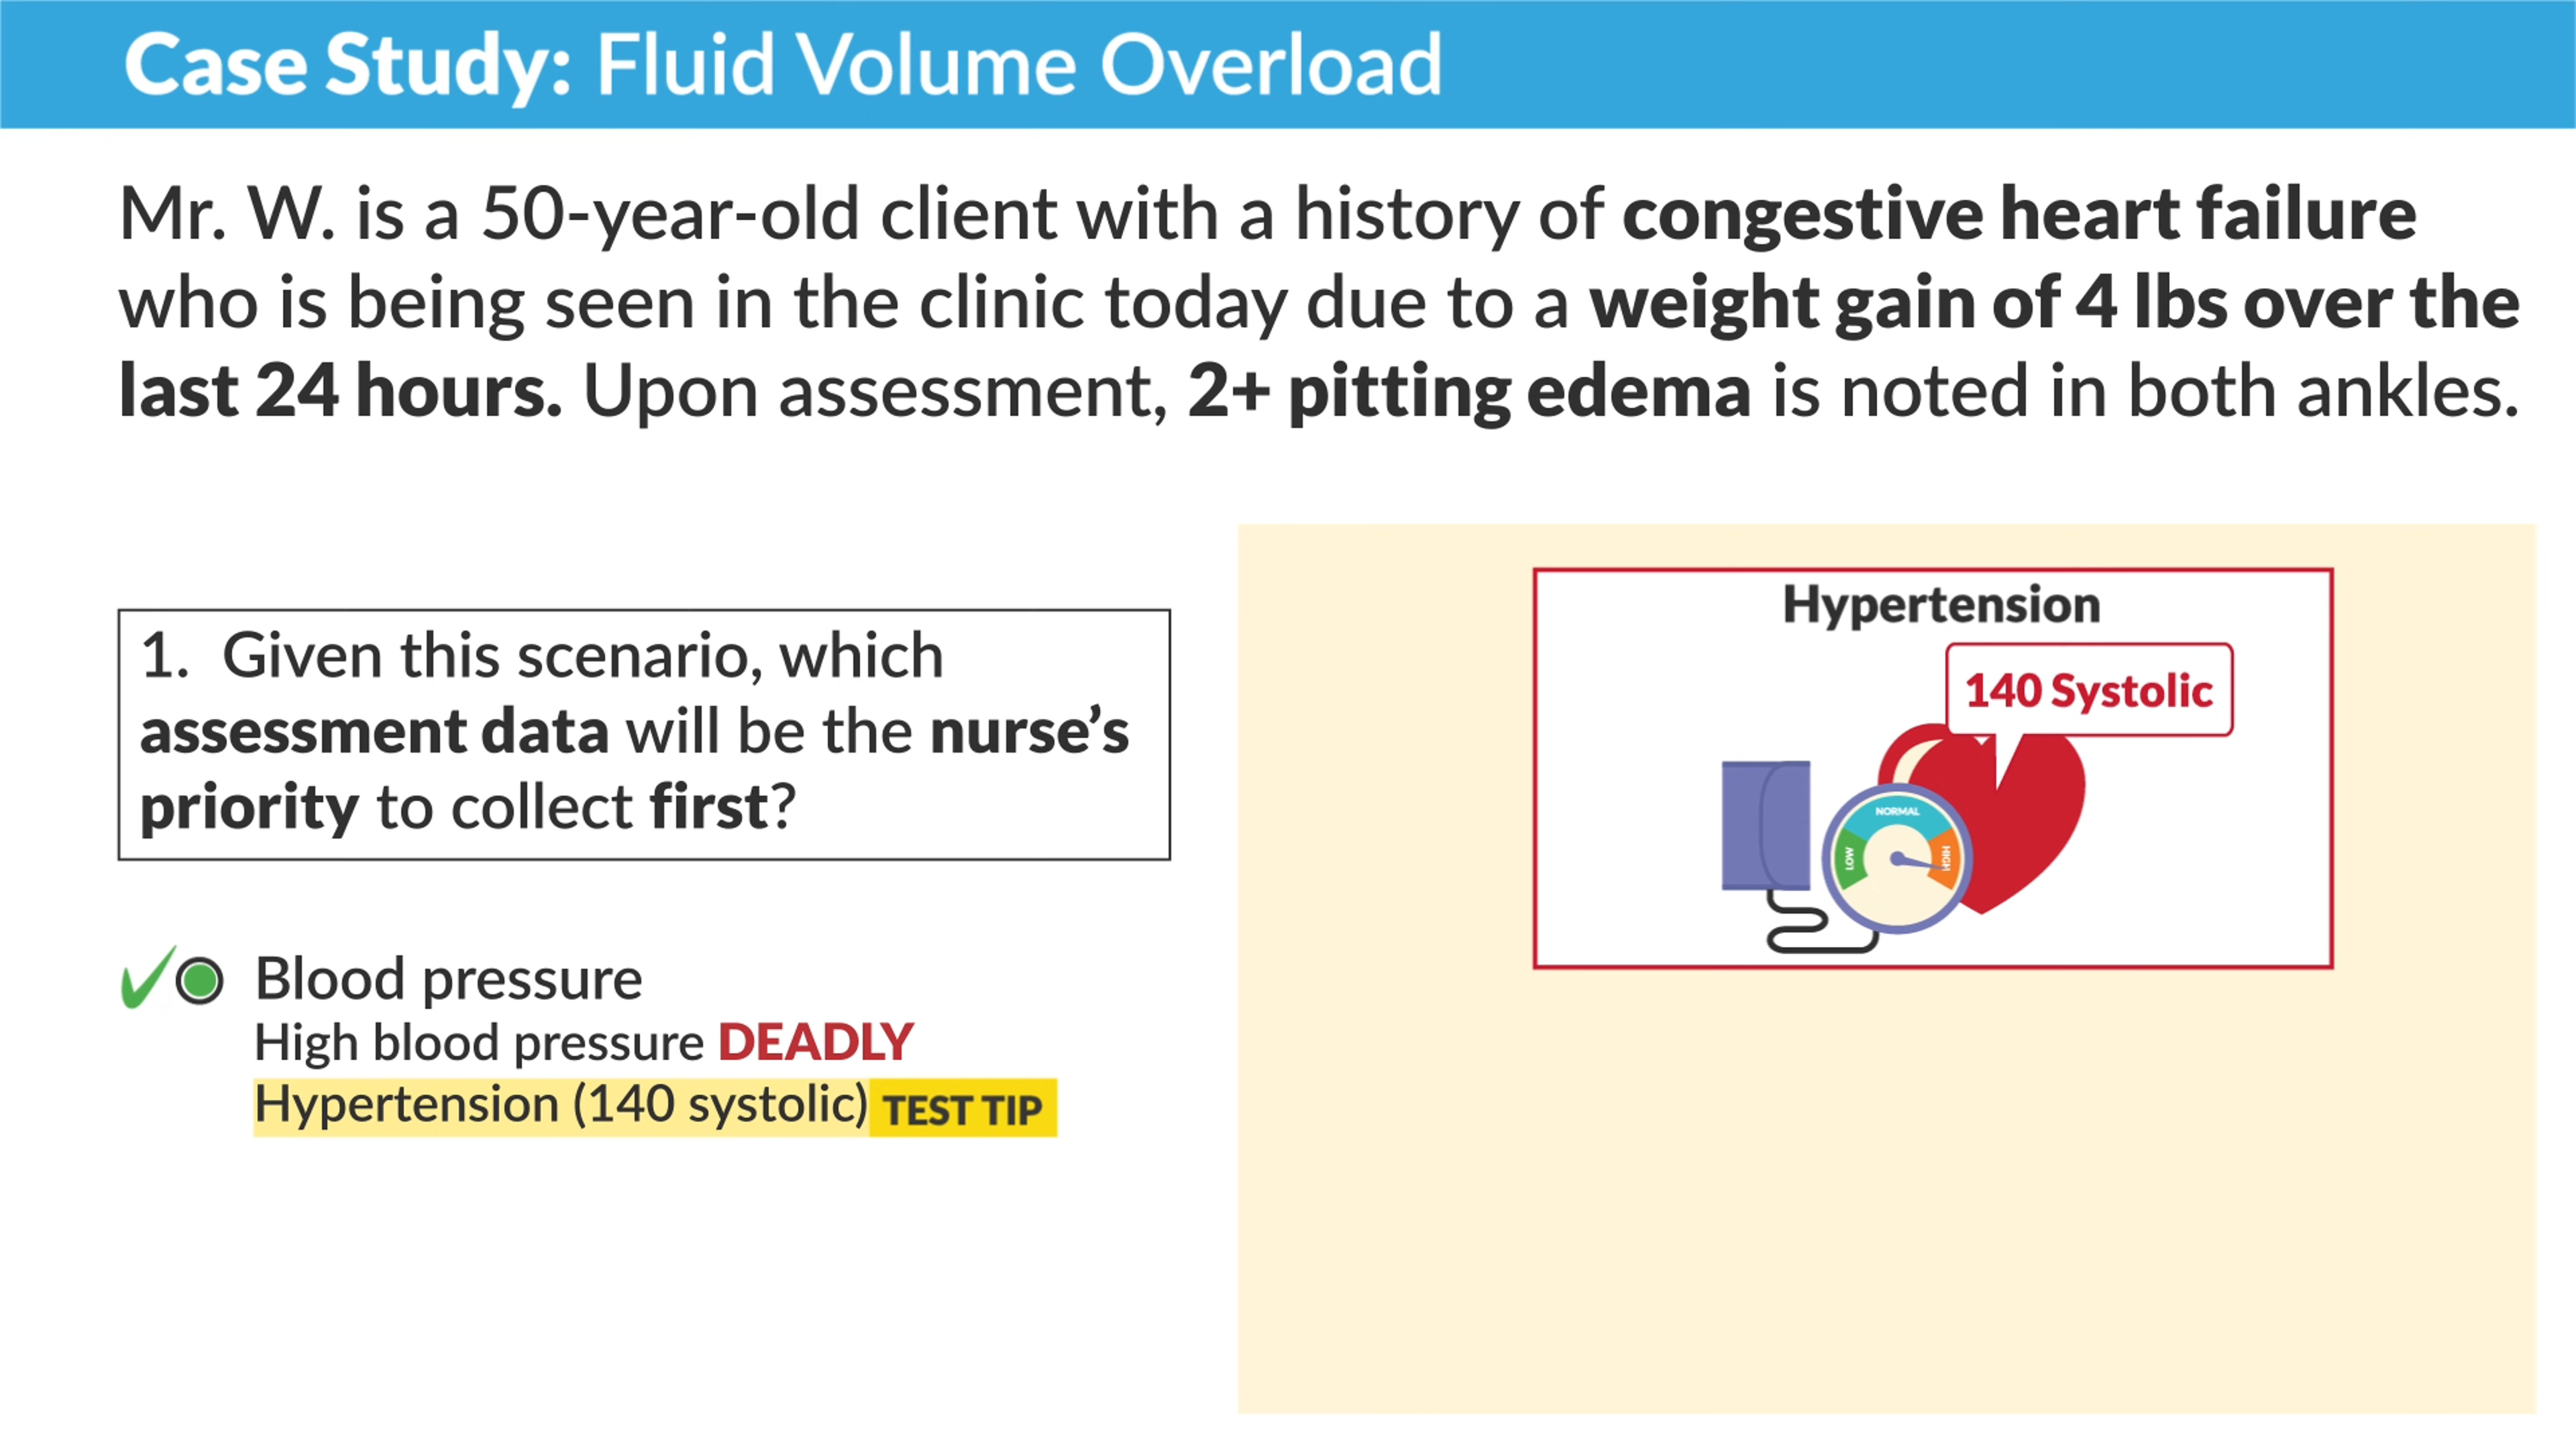 Case Study: Fluid Volume Overload
Mr. W. is a 50-year-old client with a history of congestive heart failure
who is being seen in the clinic today due to a weight gain of 4 lbs over the
last 24 hours. Upon assessment, 2+ pitting edema is noted in both ankles.
1. Given this scenario, which
assessment data will be the nurse’s
priority to collect first?
Blood pressure
High blood pressure DEADLY
Hypertension (140 systolic) TEST TIP
Hypertension
140 Systolic
NORMAL
LOW
HIGH